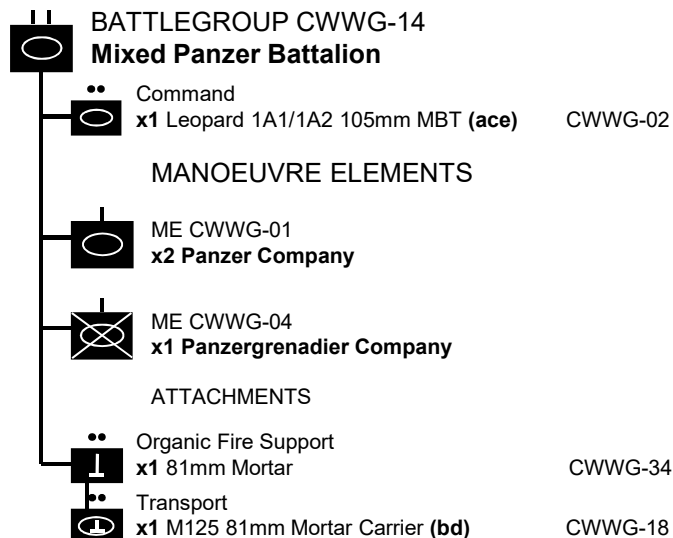 BATTLEGROUP CWWG-14
Mixed Panzer Battalion
Command
x1 Leopard 1A1/1A2 105mm MBT (ace) CWWG-02
MANOEUVRE ELEMENTS
ME CWWG-01
x2 Panzer Company
ME CWWG-04
x1 Panzergrenadier Company
ATTACHMENTS
Organic Fire Support
x1 81mm Mortar CWWG-34
Transport
x1 M125 81mm Mortar Carrier (bd) CWWG-18